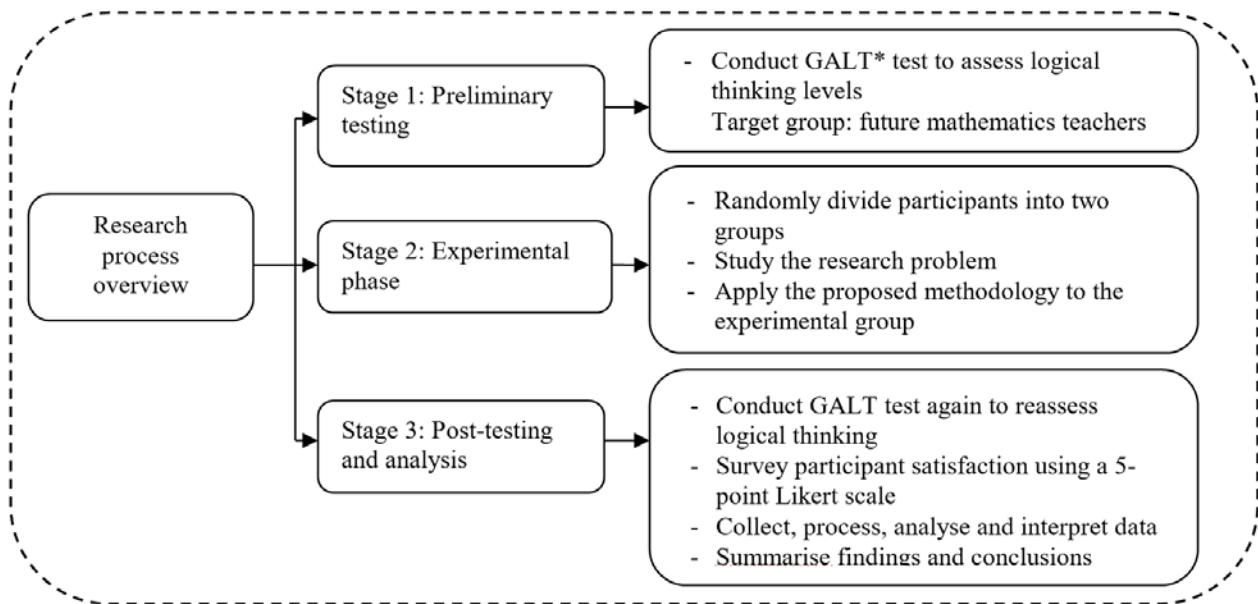 Research
process
overview
Stage 1: Preliminary
testing
- Conduct GALT* test to assess logical
thinking levels
Target group: future mathematics teachers
Stage 2: Experimental
phase
- Randomly divide participants into two
groups
- Study the research problem
- Apply the proposed methodology to the
experimental group
Stage 3: Post-testing
and analysis
- Conduct GALT test again to reassess
logical thinking
- Survey participant satisfaction using a 5-
point Likert scale
- Collect, process, analyse and interpret data
- Summarise findings and conclusions